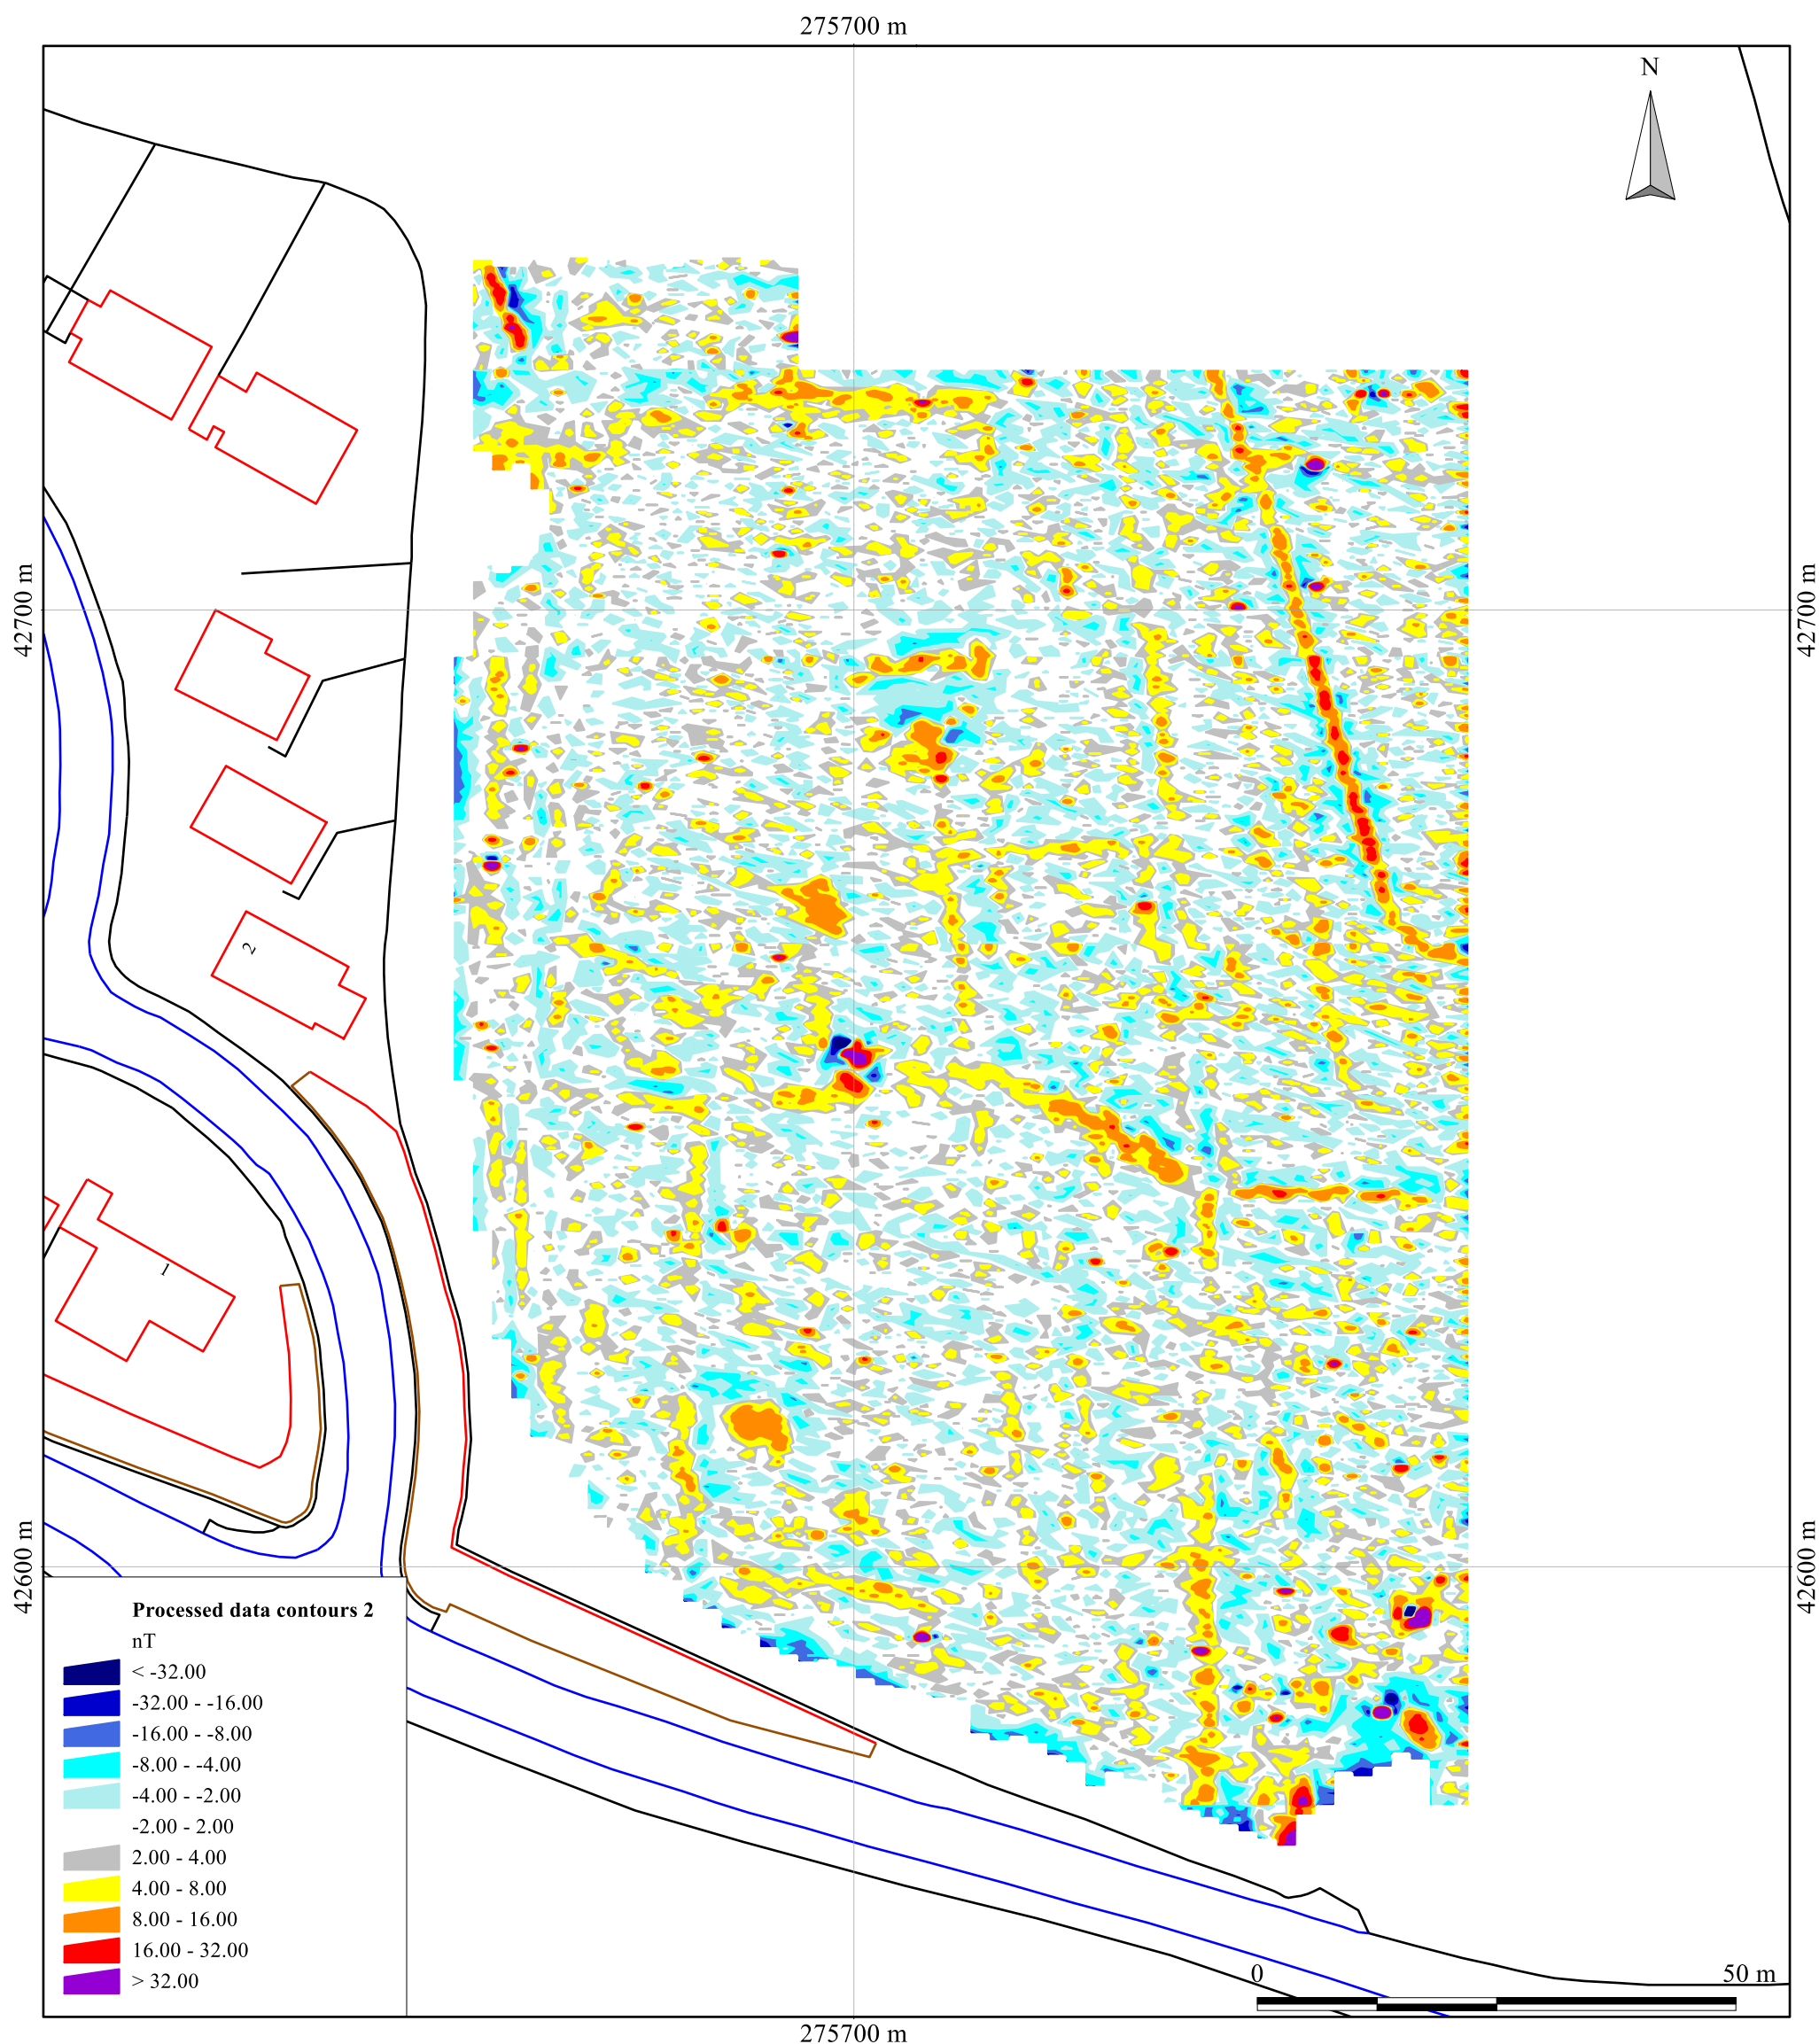 275700 m
N
42700 m
42700 m
2
1
42600 m
42600 m
Processed data contours 2
nT
< -32.00
-32.00 - -16.00
-16.00 - -8.00
-8.00 - -4.00
-4.00 - -2.00
-2.00 - 2.00
2.00 - 4.00
4.00 - 8.00
8.00 - 16.00
16.00 - 32.00
> 32.00
0 50 m
275700 m